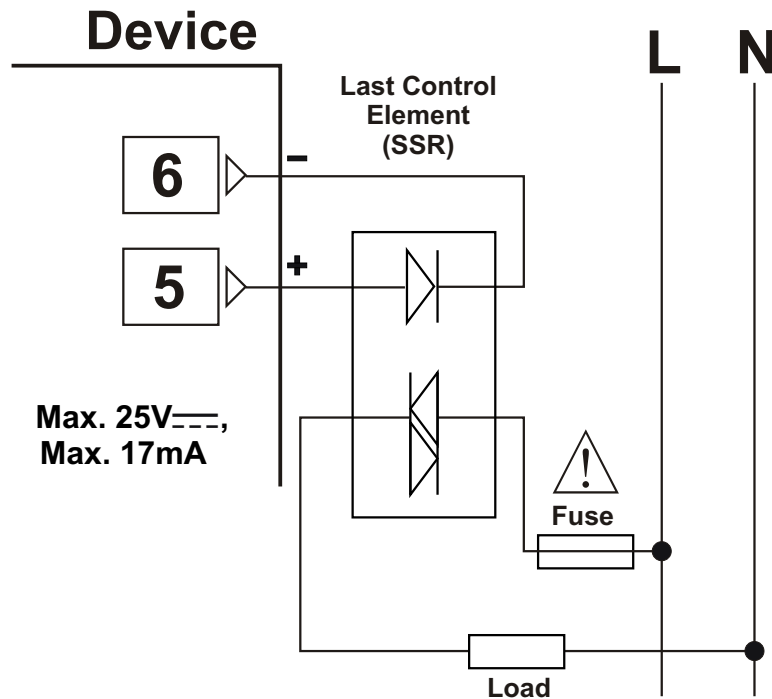 Device
L N
Last Control
Element
(SSR)
6
–
5
+
Max. 25V⎓,
Max. 17mA
!
Fuse
Load